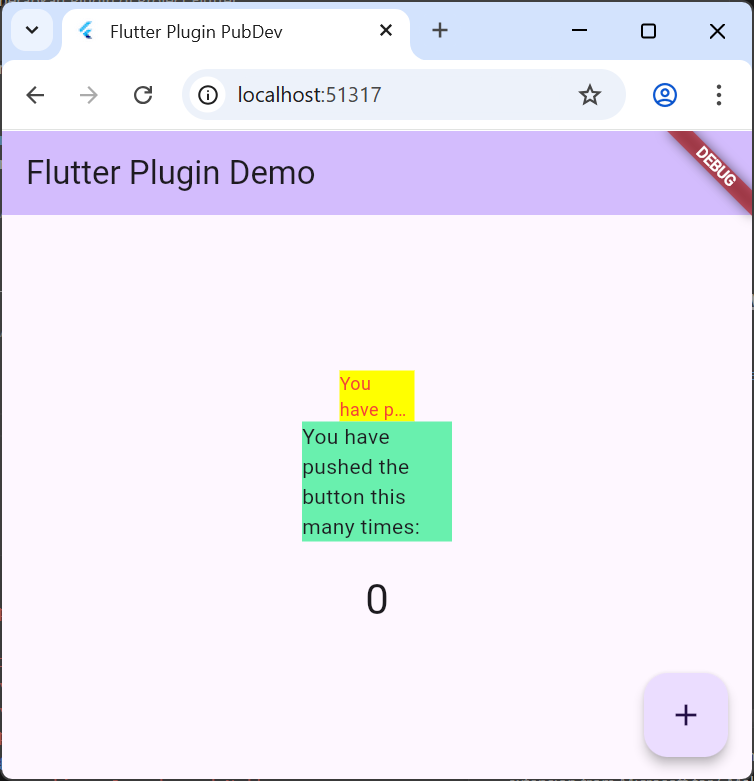 Flutter Plugin PubDev
localhost:51317
Flutter Plugin Demo
DEBUG
You
have p...
You have
pushed the
button this
many times:
0